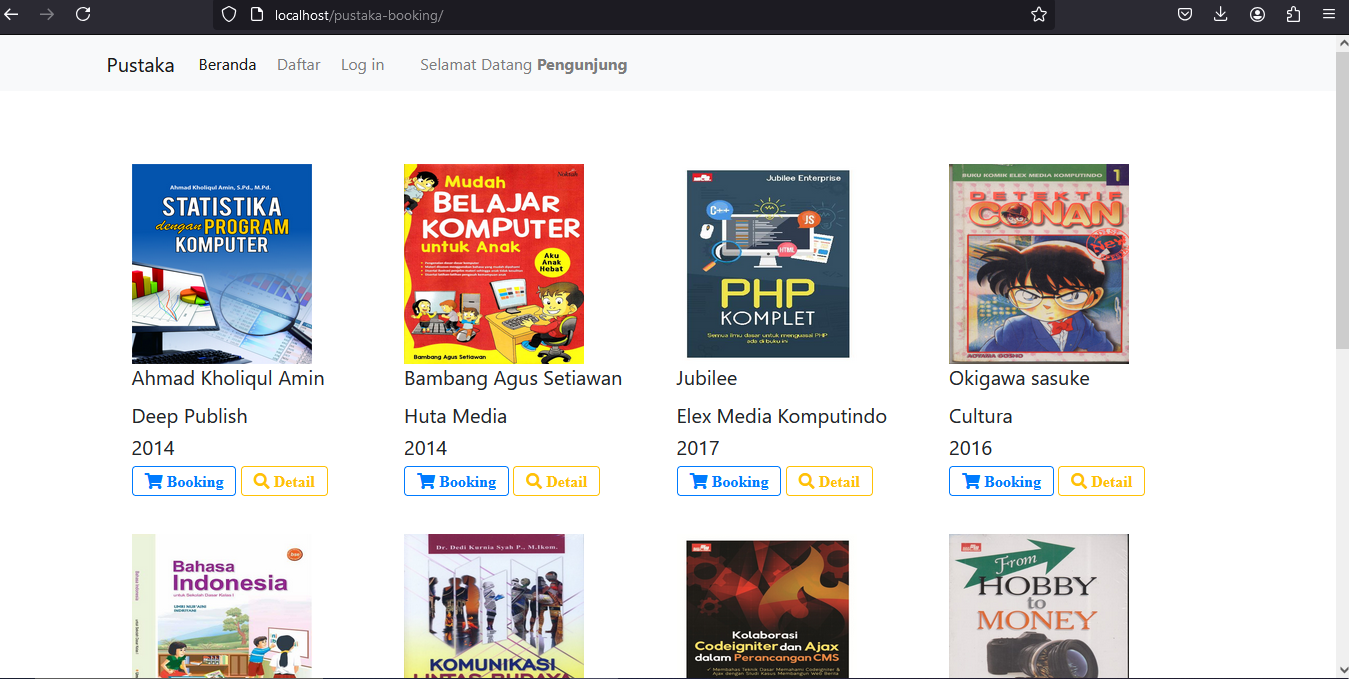 localhost/pustaka-booking/
Pustaka Beranda Daftar Log in Selamat Datang Pengunjung
Ahmad Kholiqul Amin, S.Pd., M.Pd.
STATISTIKA
dengan PROGRAM
KOMPUTER
Mudah
BELAJAR
KOMPUTER
untuk Anak
Aku
Anak
Hebat
Bambang Agus Setiawan
Jubilee Enterprise
C++
JS
HTML
PHP
KOMPLET
Semua ilmu dasar untuk menguasai PHP
ada di buku ini
BUKU KOMIK ELEX MEDIA KOMPUTINDO 1
DETEKTIF
CONAN
AOYAMA GOSHO
Ahmad Kholiqul Amin
Deep Publish
2014
Booking Detail
Bambang Agus Setiawan
Huta Media
2014
Booking Detail
Jubilee
Elex Media Komputindo
2017
Booking Detail
Okigawa sasuke
Cultura
2016
Booking Detail
Bahasa
Indonesia
untuk Sekolah Dasar Kelas I
Dr. Dedi Kurnia Syah P., M.Ikom.
KOMUNIKASI
LINTAS BUDAYA
Kolaborasi
Codeigniter dan Ajax
dalam Perancangan CMS
From
HOBBY
to
MONEY